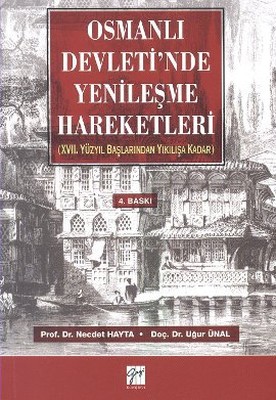 OSMANLI
DEVLETİ'NDE
YENİLEŞME
HAREKETLERİ
(XVII. YÜZYIL BAŞLARINDAN YIKILIŞA KADAR)
4. BASKI
Prof. Dr. Necdet HAYTA • Doç. Dr. Uğur ÜNAL